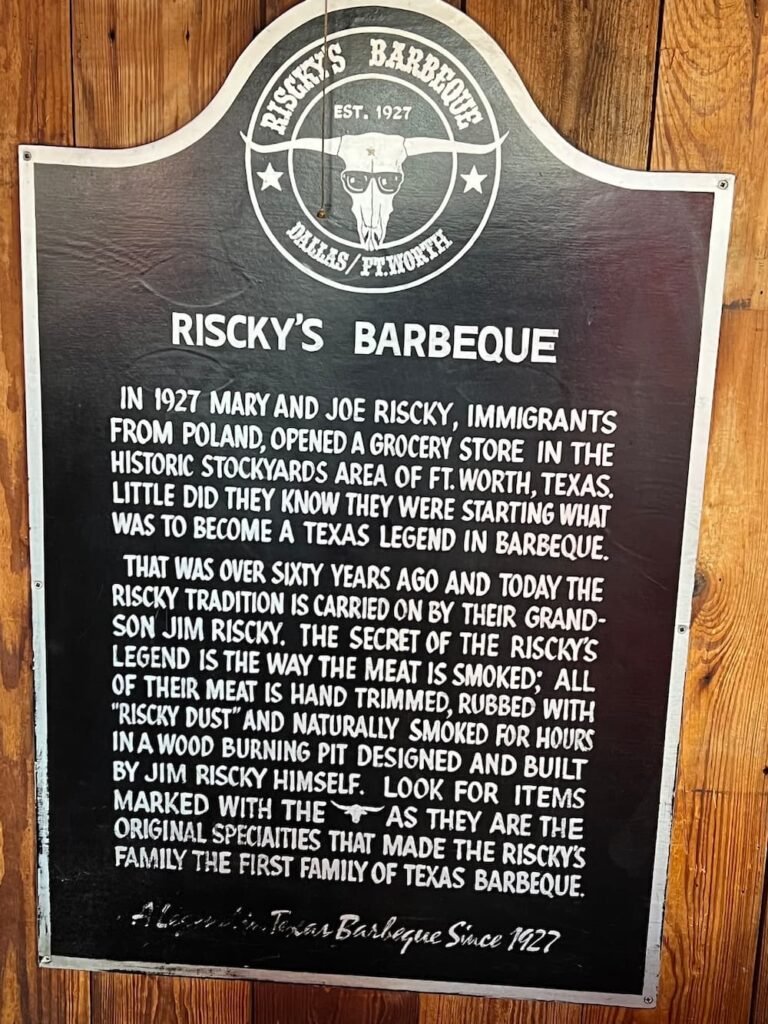 RISCKY'S BARBEQUE
EST. 1927
DALLAS/FT.WORTH
RISCKY'S BARBEQUE
IN 1927 MARY AND JOE RISCKY, IMMIGRANTS
FROM POLAND, OPENED A GROCERY STORE IN THE
HISTORIC STOCKYARDS AREA OF FT. WORTH, TEXAS.
LITTLE DID THEY KNOW THEY WERE STARTING WHAT
WAS TO BECOME A TEXAS LEGEND IN BARBEQUE.
THAT WAS OVER SIXTY YEARS AGO AND TODAY THE
RISCKY TRADITION IS CARRIED ON BY THEIR GRAND-
SON JIM RISCKY. THE SECRET OF THE RISCKY'S
LEGEND IS THE WAY THE MEAT IS SMOKED; ALL
OF THEIR MEAT IS HAND TRIMMED, RUBBED WITH
"RISCKY DUST" AND NATURALLY SMOKED FOR HOURS
IN A WOOD BURNING PIT DESIGNED AND BUILT
BY JIM RISCKY HIMSELF. LOOK FOR ITEMS
MARKED WITH THE AS THEY ARE THE
ORIGINAL SPECIALTIES THAT MADE THE RISCKY'S
FAMILY THE FIRST FAMILY OF TEXAS BARBEQUE.
A Legend in Texas Barbeque Since 1927